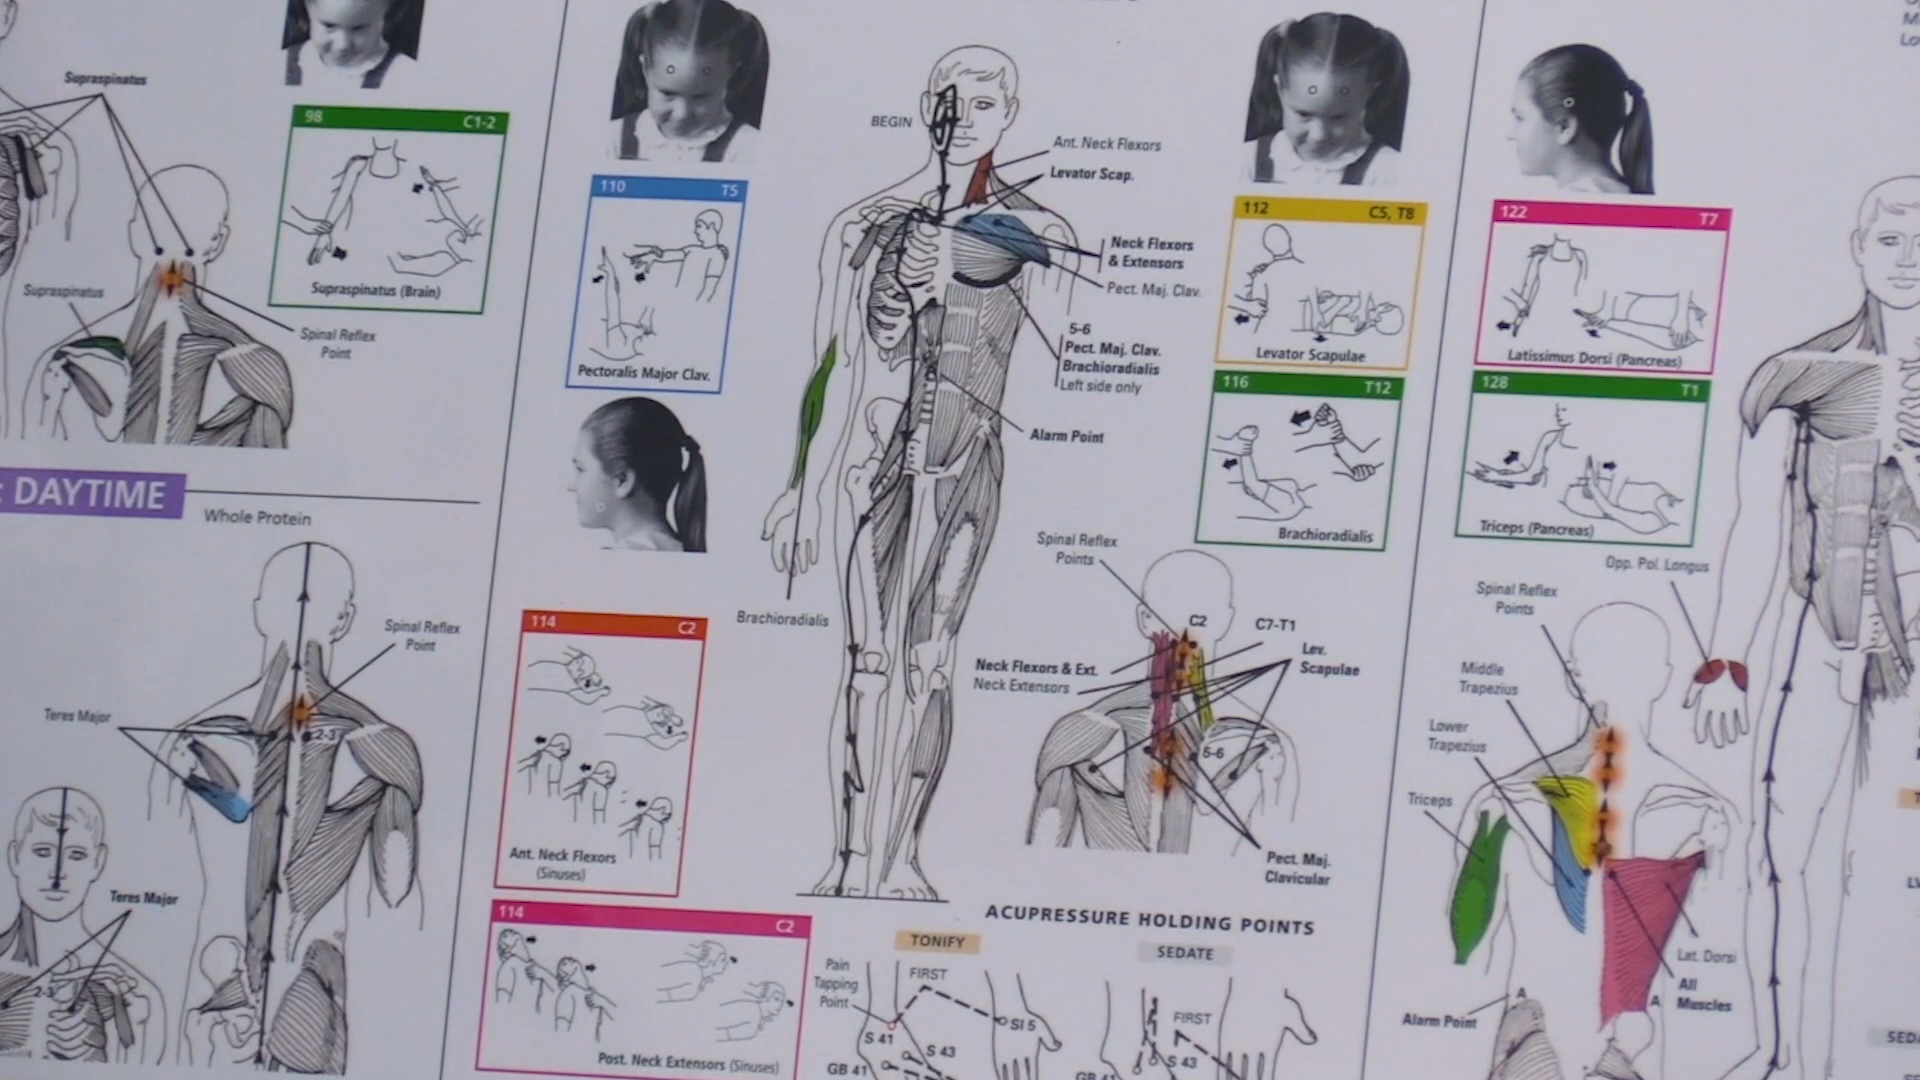 Supraspinatus
98 C1-2
Supraspinatus (Brain)
Supraspinatus
Spinal Reflex
Point
DAYTIME
Whole Protein
Spinal Reflex
Point
Teres Major
2-3
Teres Major
2-3
110 T5
Pectoralis Major Clav.
BEGIN
Ant. Neck Flexors
Levator Scap.
Neck Flexors
& Extensors
Pect. Maj. Clav.
5-6
Pect. Maj. Clav.
Brachioradialis
Left side only
Alarm Point
Brachioradialis
112 C5, T8
Levator Scapulae
116 T12
Brachioradialis
114 C2
Ant. Neck Flexors
(Sinuses)
114 C2
Post. Neck Extensors (Sinuses)
Spinal Reflex
Points
C2
C7-T1
Lev.
Scapulae
Neck Flexors & Ext.
Neck Extensors
5-6
Pect. Maj.
Clavicular
ACUPRESSURE HOLDING POINTS
TONIFY
SEDATE
Pain
Tapping
Point
FIRST
SI 5
S 41
S 43
GB 41
FIRST
S 43
GB 41
122 T7
Latissimus Dorsi (Pancreas)
128 T1
Triceps (Pancreas)
Opp. Pol. Longus
Spinal Reflex
Points
Middle
Trapezius
Lower
Trapezius
Triceps
Lat. Dorsi
All
Muscles
A
A
Alarm Point